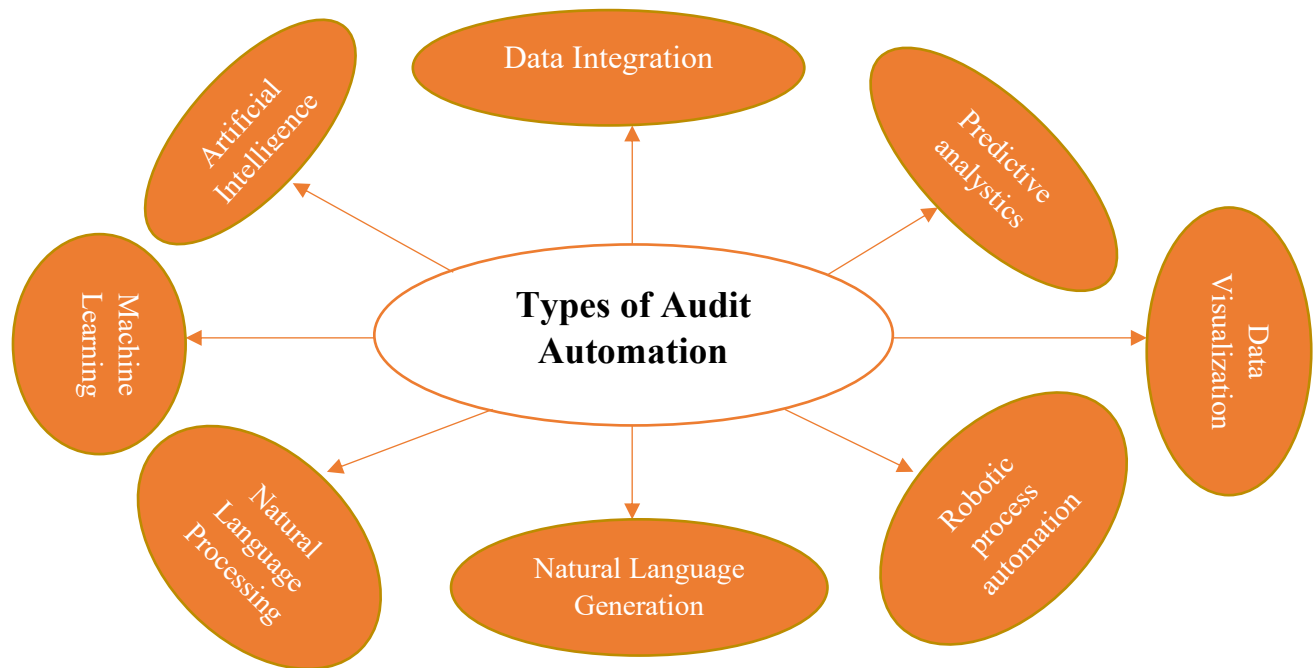 Data Integration
Artificial
Intelligence
Predictive
analystics
Types of Audit
Automation
Machine
Learning
Data
Visualization
Natural
Language
Processing
Natural Language
Generation
Robotic
process
automation